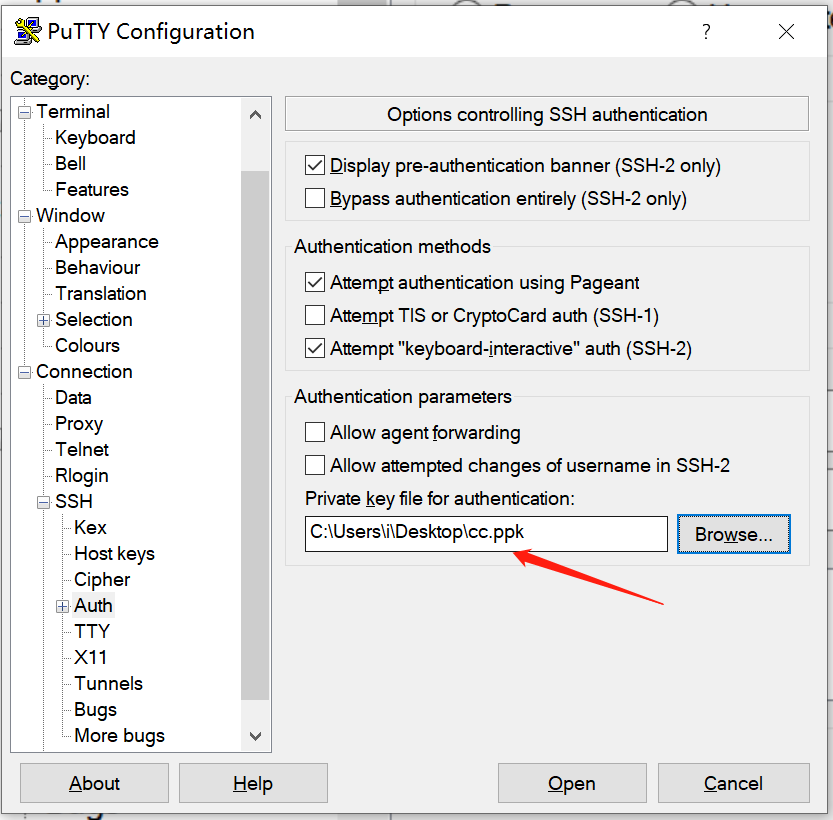 PuTTY Configuration
?
Category:
Terminal
Keyboard
Bell
Features
Window
Appearance
Behaviour
Translation
Selection
Colours
Connection
Data
Proxy
Telnet
Rlogin
SSH
Kex
Host keys
Cipher
Auth
TTY
X11
Tunnels
Bugs
More bugs
Options controlling SSH authentication
Display pre-authentication banner (SSH-2 only)
Bypass authentication entirely (SSH-2 only)
Authentication methods
Attempt authentication using Pageant
Attempt TIS or CryptoCard auth (SSH-1)
Attempt "keyboard-interactive" auth (SSH-2)
Authentication parameters
Allow agent forwarding
Allow attempted changes of username in SSH-2
Private key file for authentication:
C:\Users\i\Desktop\cc.ppk
Browse...
About
Help
Open
Cancel